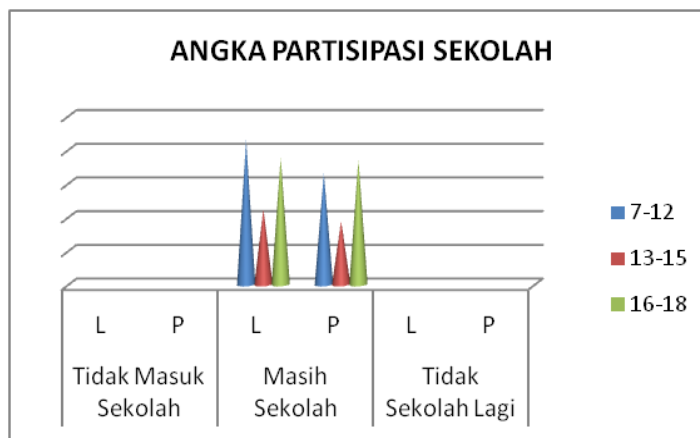 ANGKA PARTISIPASI SEKOLAH
7-12
13-15
16-18
L P L P L P
Tidak Masuk Sekolah
Masih Sekolah
Tidak Sekolah Lagi